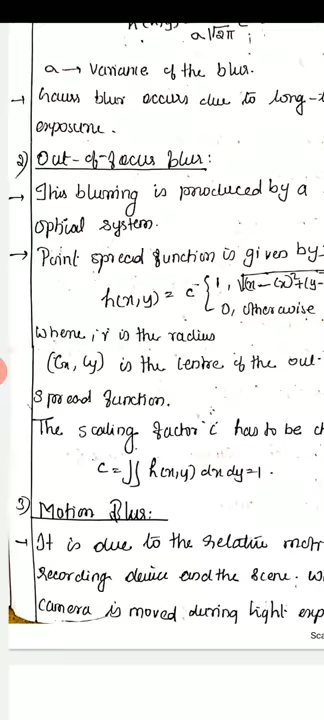 a√2π
a → Variance of the blur.
→ Gauss blur occurs due to long-
exposure.
2) Out-of-focus blur:
→ This blurring is produced by a
optial system.
→ Point spread function is given by
h(x,y) = c { 1, √(x-Cx)²+(y-
0, otherwise
where, r is the radius
(Cx, Cy) is the centre of the out-
spread function.
The scaling factor c has to be
c = ∫∫ h(x,y) dx dy = 1.
3) Motion Blur:
→ It is due to the relative
recording device and the scene.
camera is moved during light